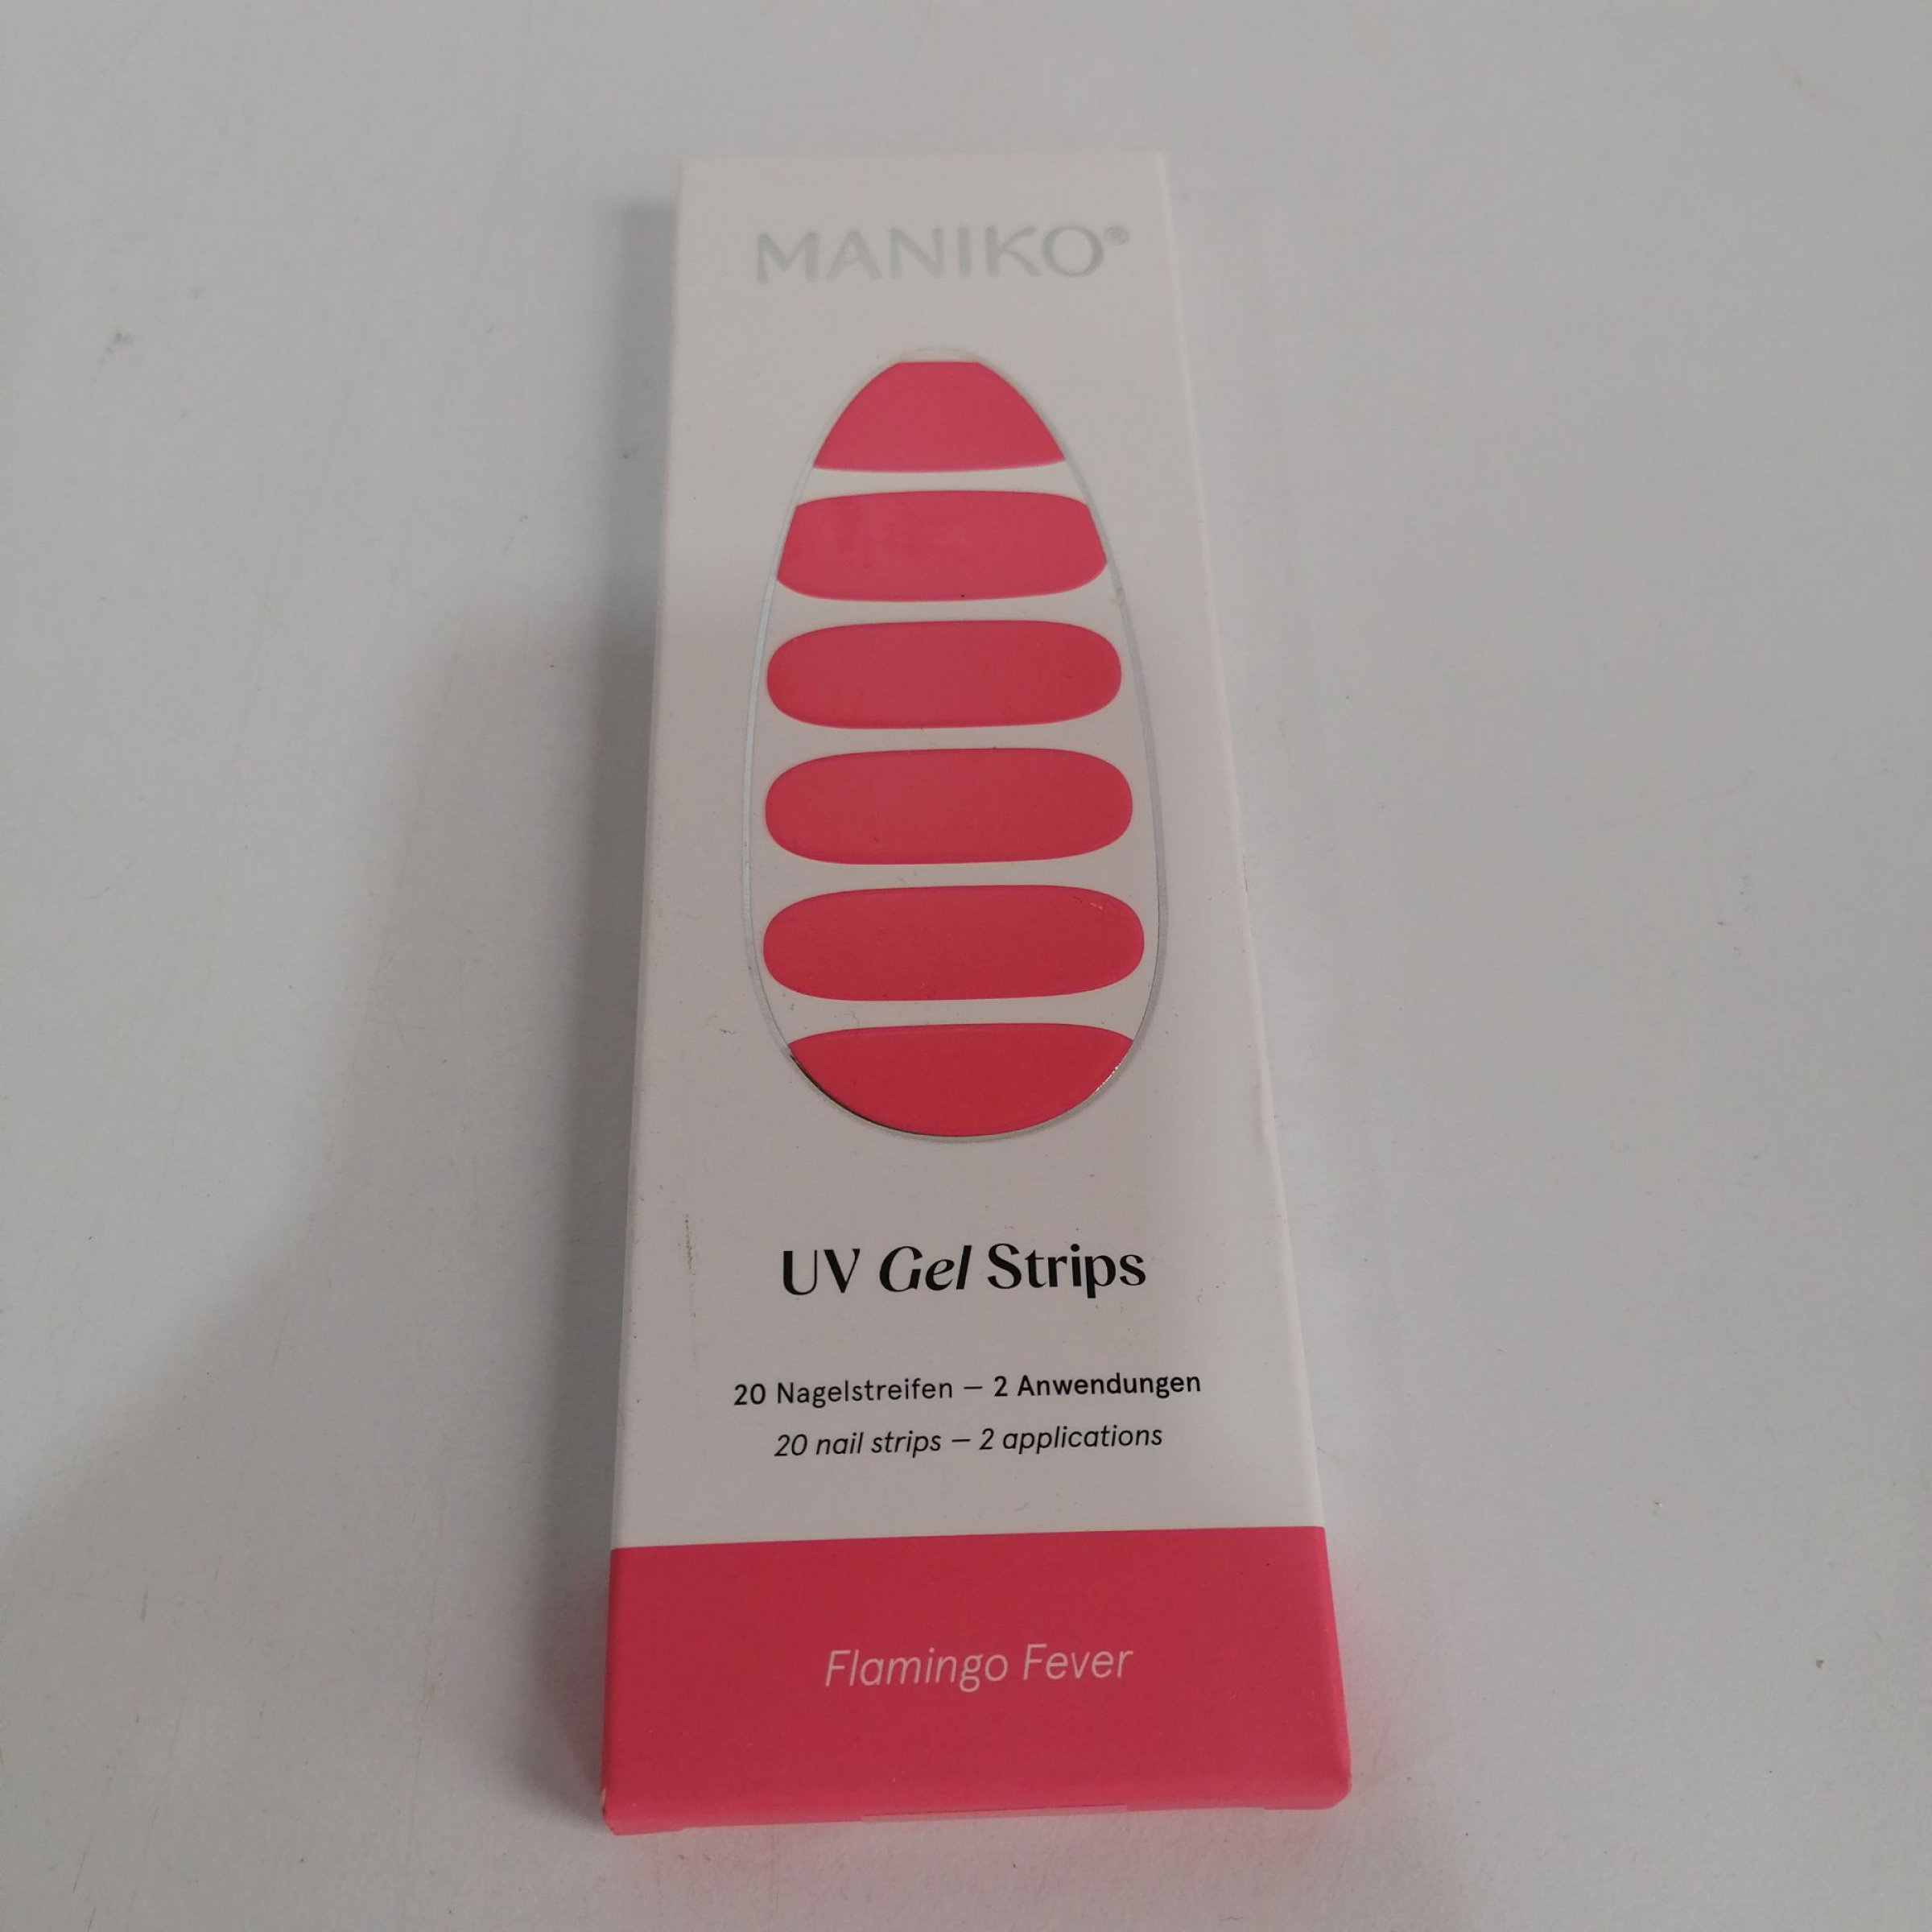 MANIKO®
UV Gel Strips
20 Nagelstreifen – 2 Anwendungen
20 nail strips – 2 applications
Flamingo Fever